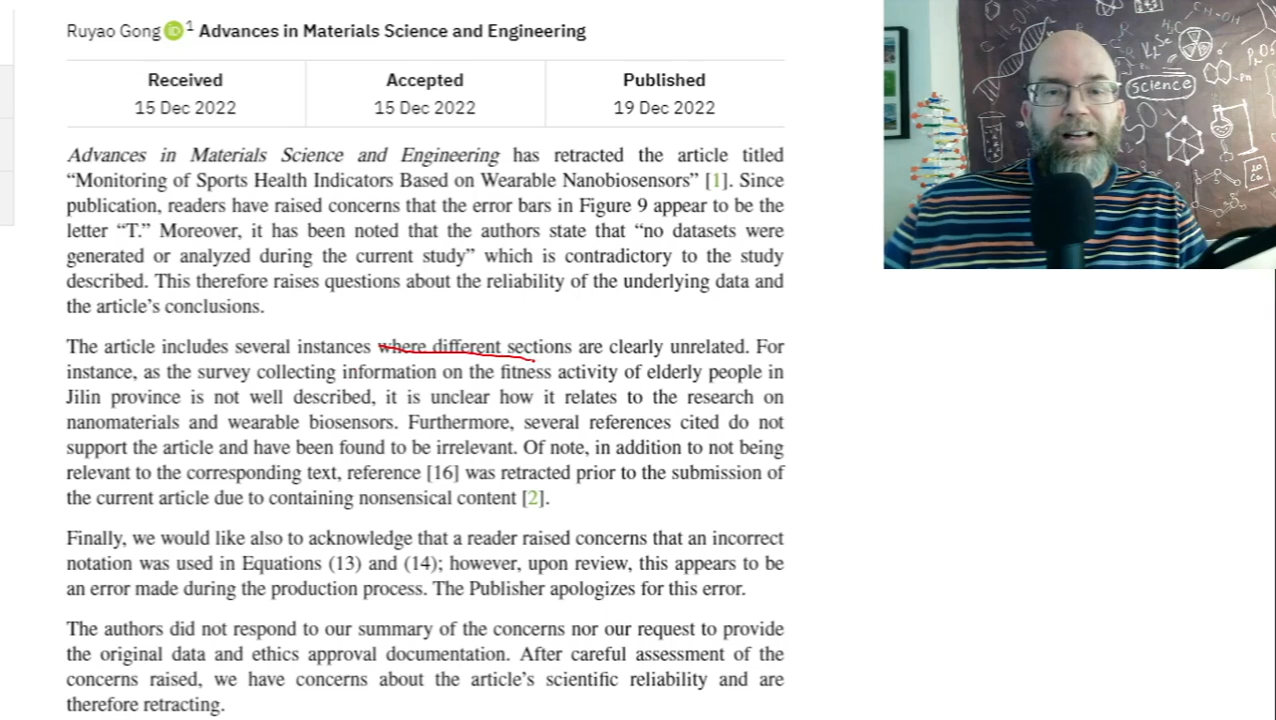 Ruyao Gong iD 1 Advances in Materials Science and Engineering
Received Accepted Published
15 Dec 2022 15 Dec 2022 19 Dec 2022
Advances in Materials Science and Engineering has retracted the article titled
“Monitoring of Sports Health Indicators Based on Wearable Nanobiosensors” [1]. Since
publication, readers have raised concerns that the error bars in Figure 9 appear to be the
letter “T.” Moreover, it has been noted that the authors state that “no datasets were
generated or analyzed during the current study” which is contradictory to the study
described. This therefore raises questions about the reliability of the underlying data and
the article’s conclusions.
The article includes several instances where different sections are clearly unrelated. For
instance, as the survey collecting information on the fitness activity of elderly people in
Jilin province is not well described, it is unclear how it relates to the research on
nanomaterials and wearable biosensors. Furthermore, several references cited do not
support the article and have been found to be irrelevant. Of note, in addition to not being
relevant to the corresponding text, reference [16] was retracted prior to the submission of
the current article due to containing nonsensical content [2].
Finally, we would like also to acknowledge that a reader raised concerns that an incorrect
notation was used in Equations (13) and (14); however, upon review, this appears to be
an error made during the production process. The Publisher apologizes for this error.
The authors did not respond to our summary of the concerns nor our request to provide
the original data and ethics approval documentation. After careful assessment of the
concerns raised, we have concerns about the article’s scientific reliability and are
therefore retracting.
science